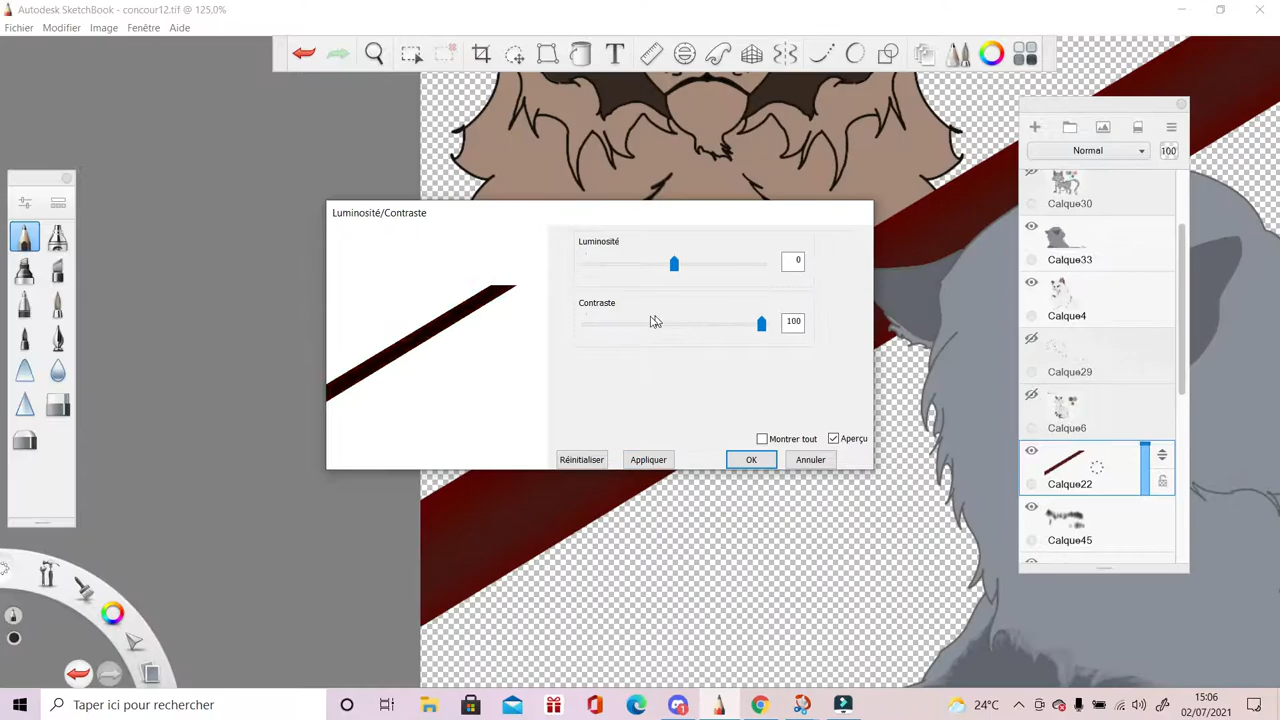 Autodesk SketchBook - concour12.tif @ 125,0%
Fichier Modifier Image Fenêtre Aide
Normal 100
Calque30
Calque33
Calque4
Calque29
Calque6
Calque22
Calque45
Luminosité/Contraste
Luminosité
0
Contraste
100
Montrer tout Aperçu
Réinitialiser Appliquer OK Annuler
Taper ici pour rechercher
24°C
15:06
02/07/2021